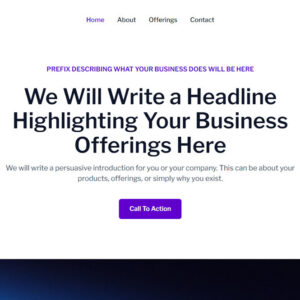 Home About Offerings Contact
PREFIX DESCRIBING WHAT YOUR BUSINESS DOES WILL BE HERE
We Will Write a Headline
Highlighting Your Business
Offerings Here
We will write a persuasive introduction for you or your company. This can be about your
products, offerings, or simply why you exist.
Call To Action